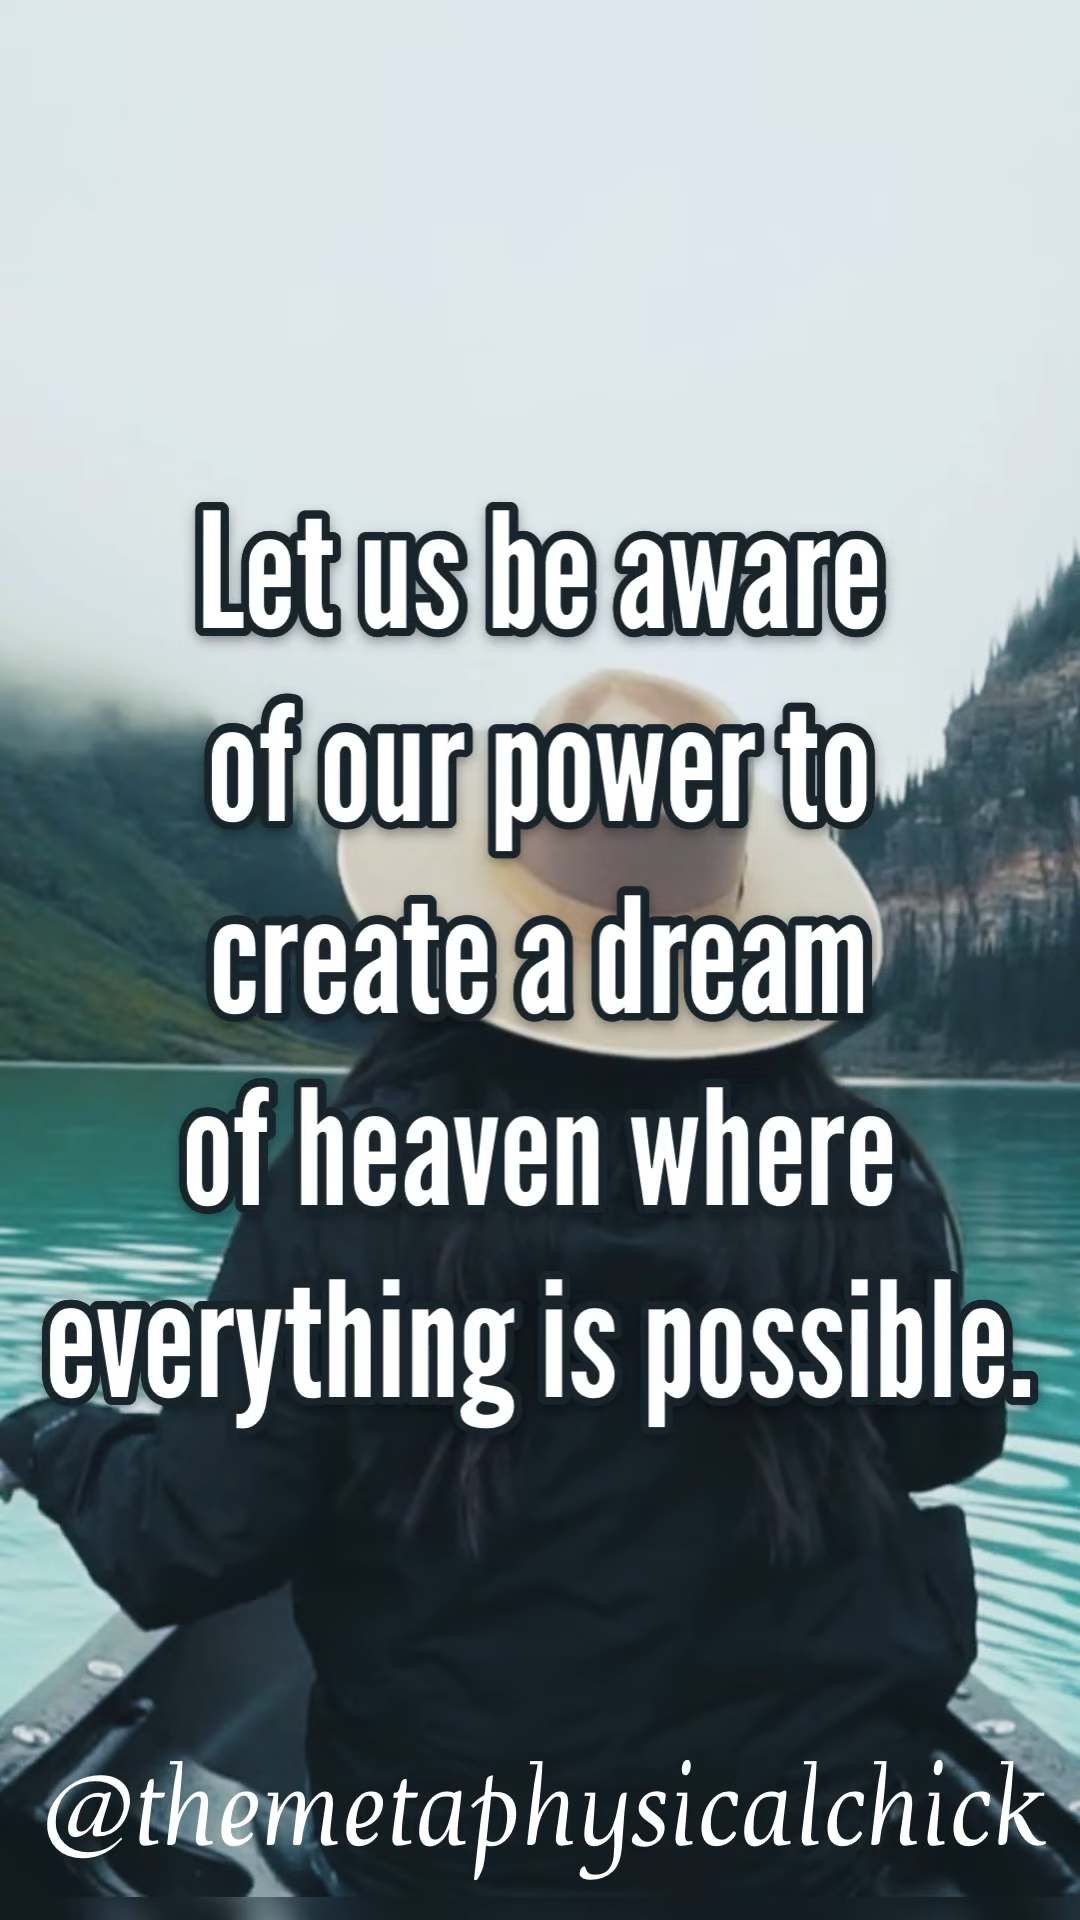 Let us be aware
of our power to
create a dream
of heaven where
everything is possible.
@themetaphysicalchick